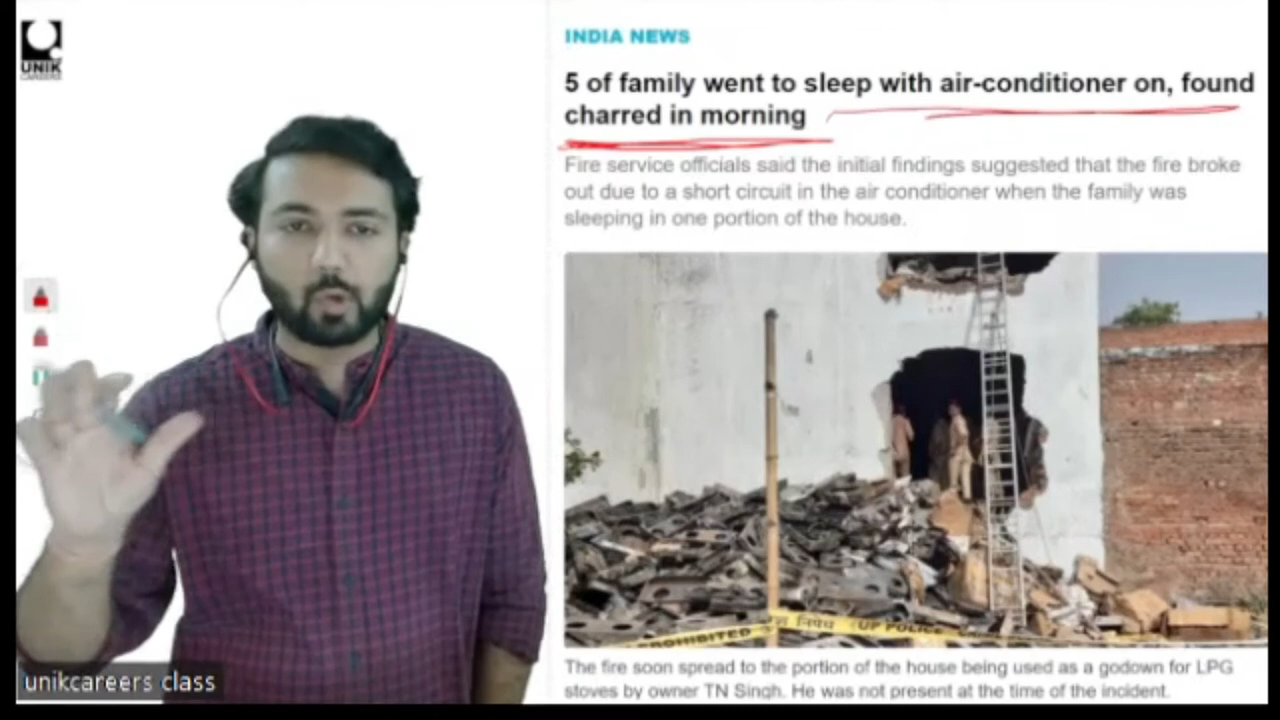 UNIK
CAREERS
INDIA NEWS
5 of family went to sleep with air-conditioner on, found
charred in morning
Fire service officials said the initial findings suggested that the fire broke
out due to a short circuit in the air conditioner when the family was
sleeping in one portion of the house.
PROHIBITED
निषेध
UP POLICE
The fire soon spread to the portion of the house being used as a godown for LPG
stoves by owner TN Singh. He was not present at the time of the incident.
unikcareers class